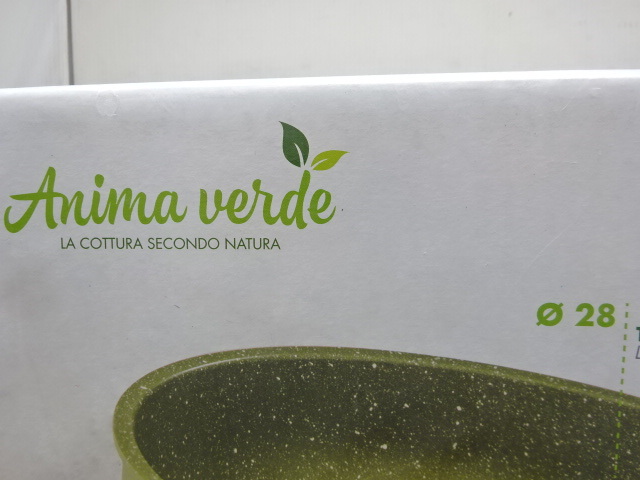 Anima verde
LA COTTURA SECONDO NATURA
Ø 28